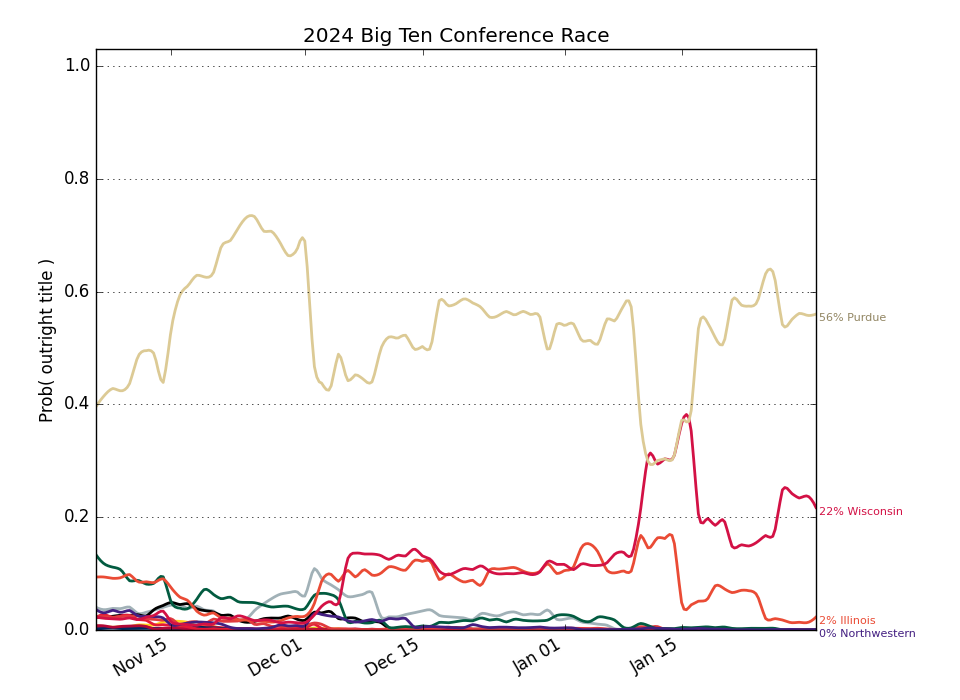 2024 Big Ten Conference Race
Prob( outright title )
1.0
0.8
0.6
0.4
0.2
0.0
56% Purdue
22% Wisconsin
2% Illinois
0% Northwestern
Nov 15
Dec 01
Dec 15
Jan 01
Jan 15